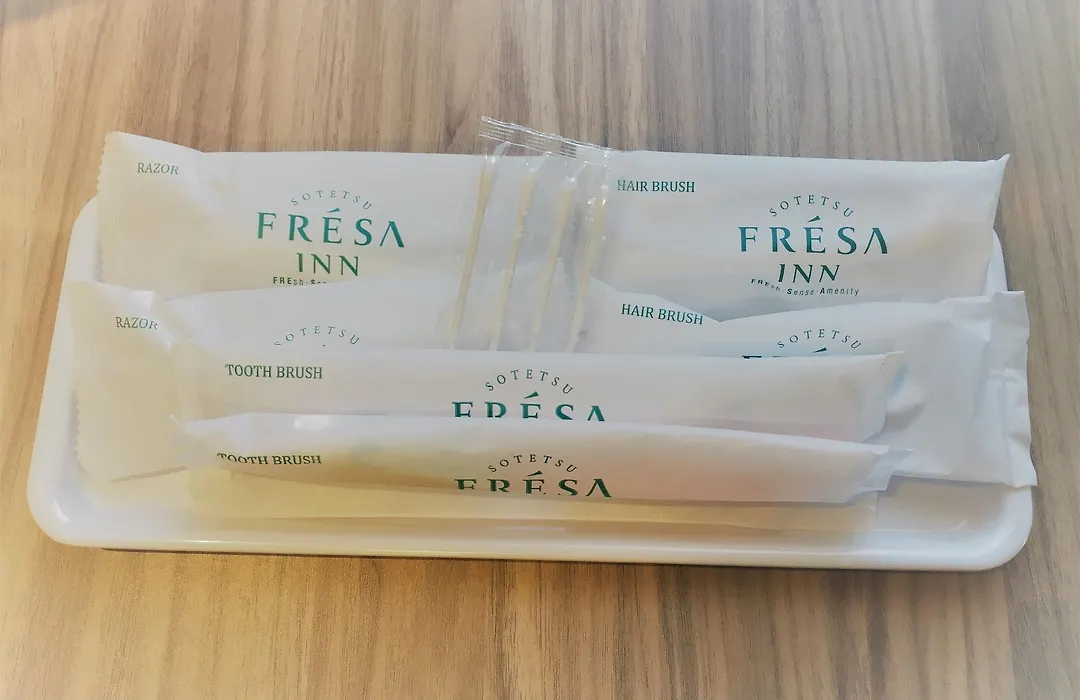 RAZOR
SOTETSU
FRÉSA
INN
HAIR BRUSH
SOTETSU
FRÉSA
INN
FREsh·Sense·Amenity
RAZOR
SOTETSU
HAIR BRUSH
SOTETSU
TOOTH BRUSH
SOTETSU
FRÉSA
TOOTH BRUSH
SOTETSU
FRÉSA